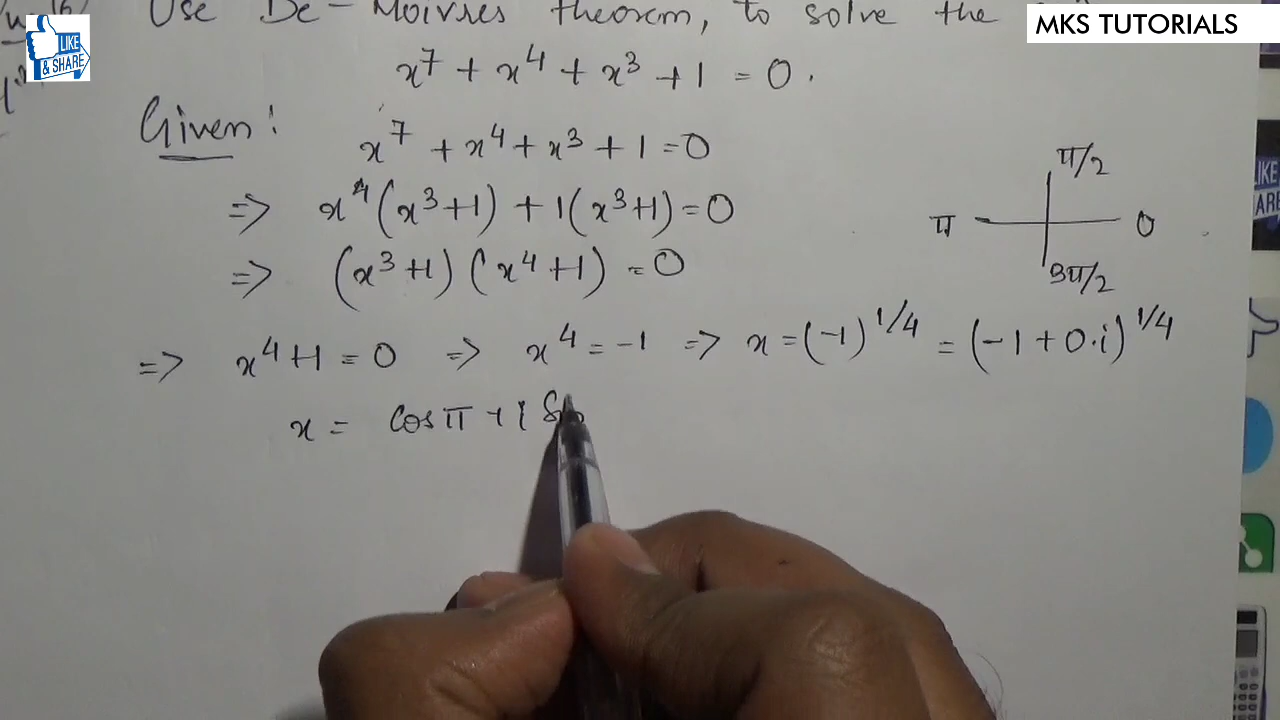 Use De-Moivres theorem, to solve the
MKS TUTORIALS
LIKE
& SHARE
x⁷ + x⁴ + x³ + 1 = 0.
Given:
x⁷ + x⁴ + x³ + 1 = 0
π/2
⇒ x⁴(x³+1) + 1(x³+1) = 0
π 0
⇒ (x³+1)(x⁴+1) = 0
3π/2
⇒ x⁴+1 = 0 ⇒ x⁴ = -1 ⇒ x = (-1)^1/4 = (-1+0·i)^1/4
x = cos π + i